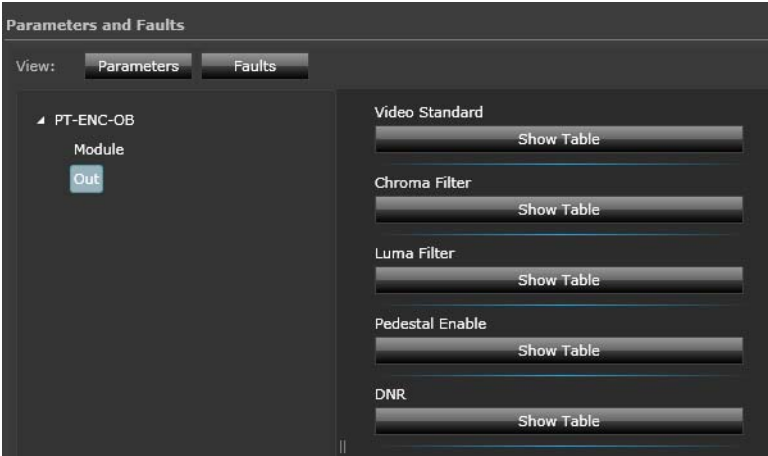 Parameters and Faults
View: Parameters Faults
PT-ENC-OB
Module
Out
Video Standard
Show Table
Chroma Filter
Show Table
Luma Filter
Show Table
Pedestal Enable
Show Table
DNR
Show Table